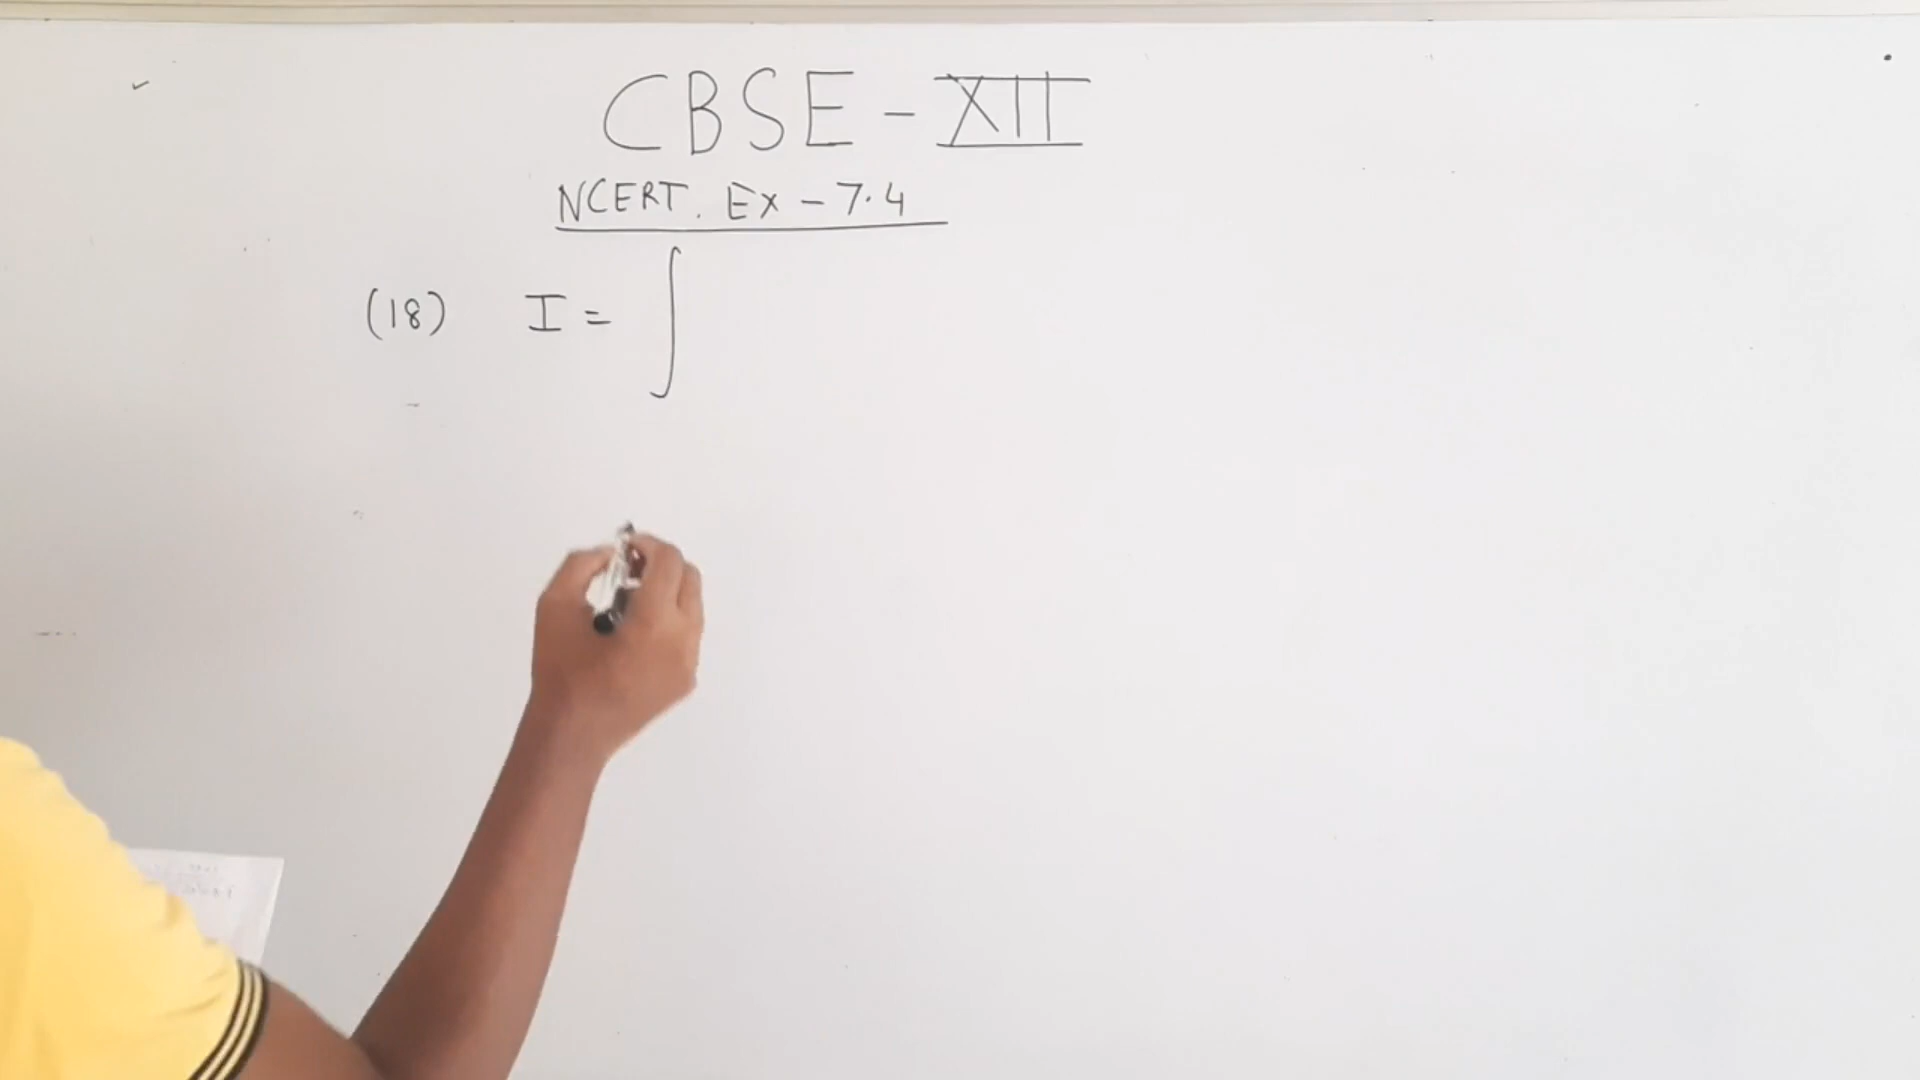 CBSE - XII
NCERT. Ex - 7.4
(18) I = ∫